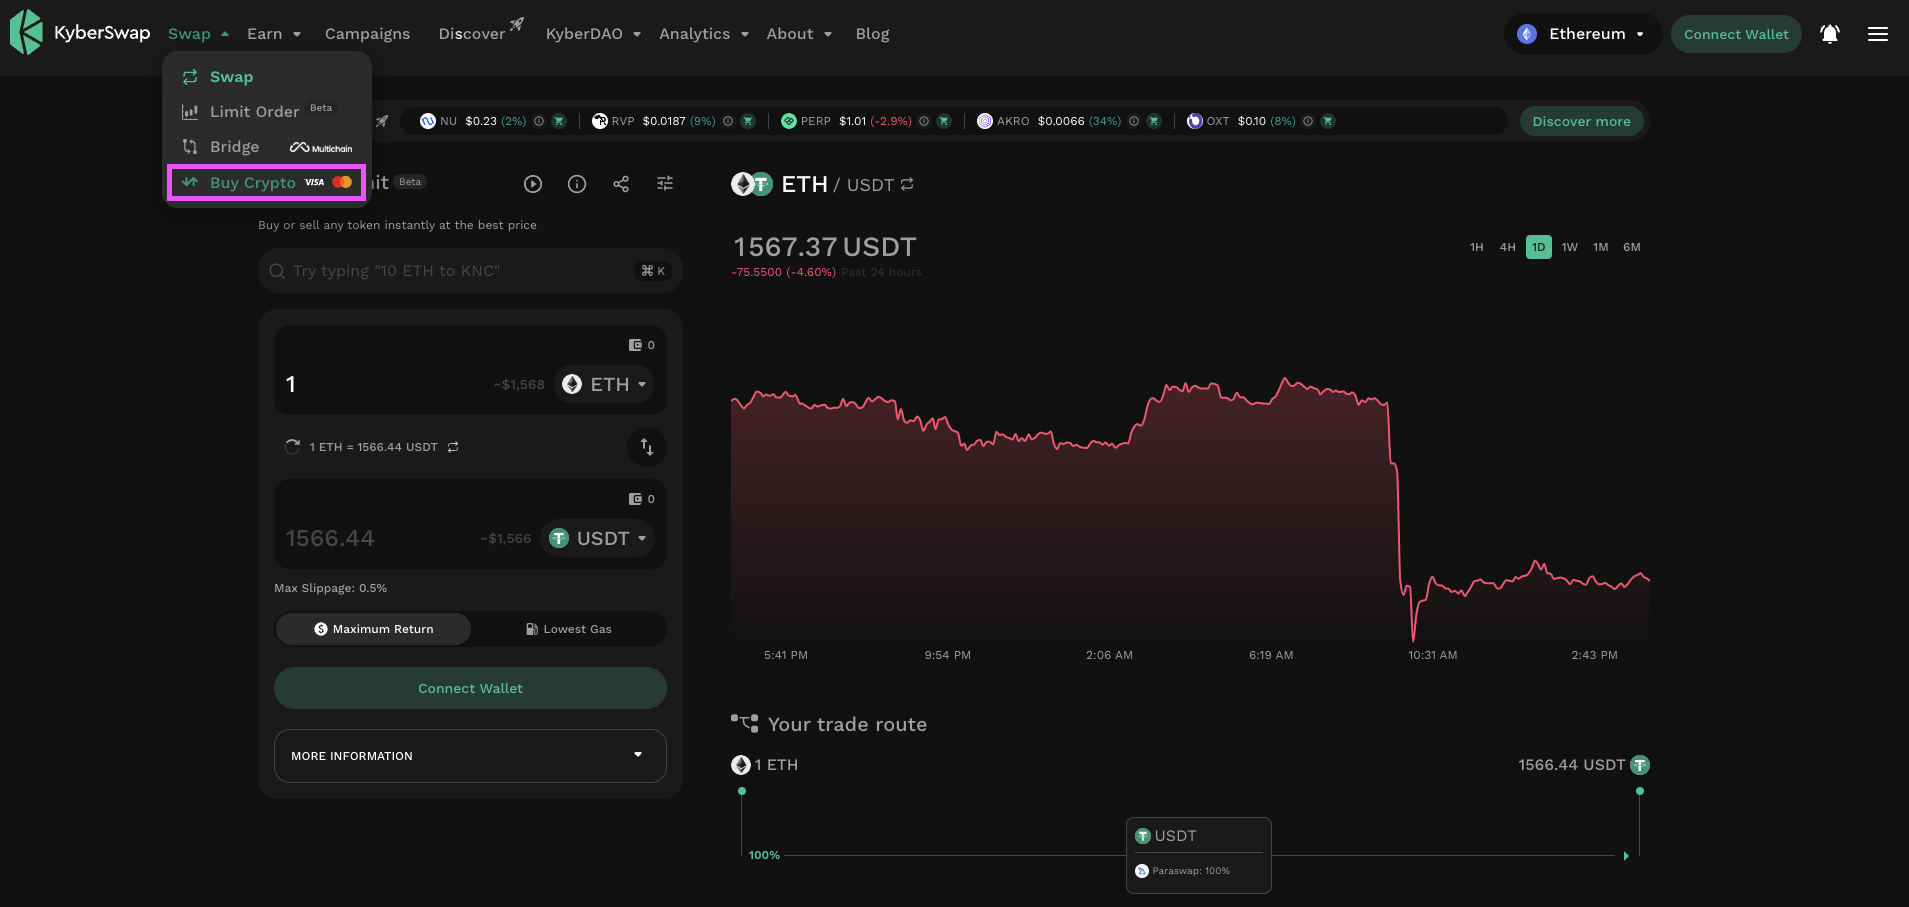 KyberSwap Swap Earn Campaigns Discover KyberDAO Analytics About Blog Ethereum Connect Wallet
Swap
Limit Order Beta
Bridge Multichain
Buy Crypto VISA
NU $0.23 (2%) RVP $0.0187 (9%) PERP $1.01 (-2.9%) AKRO $0.0066 (34%) OXT $0.10 (8%) Discover more
Beta
Buy or sell any token instantly at the best price
Try typing "10 ETH to KNC" ⌘ K
0
1 ~$1,568 ETH
1 ETH = 1566.44 USDT
0
1566.44 ~$1,566 USDT
Max Slippage: 0.5%
Maximum Return Lowest Gas
Connect Wallet
MORE INFORMATION
ETH / USDT
1567.37 USDT
-75.5500 (-4.60%) Past 24 hours
1H 4H 1D 1W 1M 6M
5:41 PM 9:54 PM 2:06 AM 6:19 AM 10:31 AM 2:43 PM
Your trade route
1 ETH 1566.44 USDT
USDT
100%
Paraswap: 100%